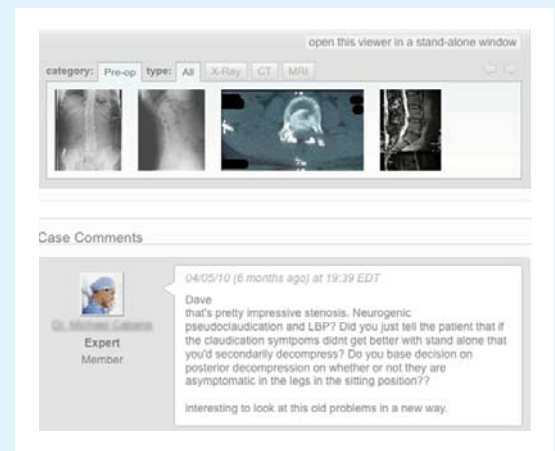 open this viewer in a stand-alone window
category: Pre-op type: All X-Ray CT MRI
Case Comments
04/05/10 (6 months ago) at 19:39 EDT
Dave
that's pretty impressive stenosis. Neurogenic
pseudoclaudication and LBP? Did you just tell the patient that if
the claudication symtpoms didnt get better with stand alone that
you'd secondarily decompress? Do you base decision on
posterior decompression on whether or not they are
asymptomatic in the legs in the sitting position??
interesting to look at this old problems in a new way.
Expert
Member